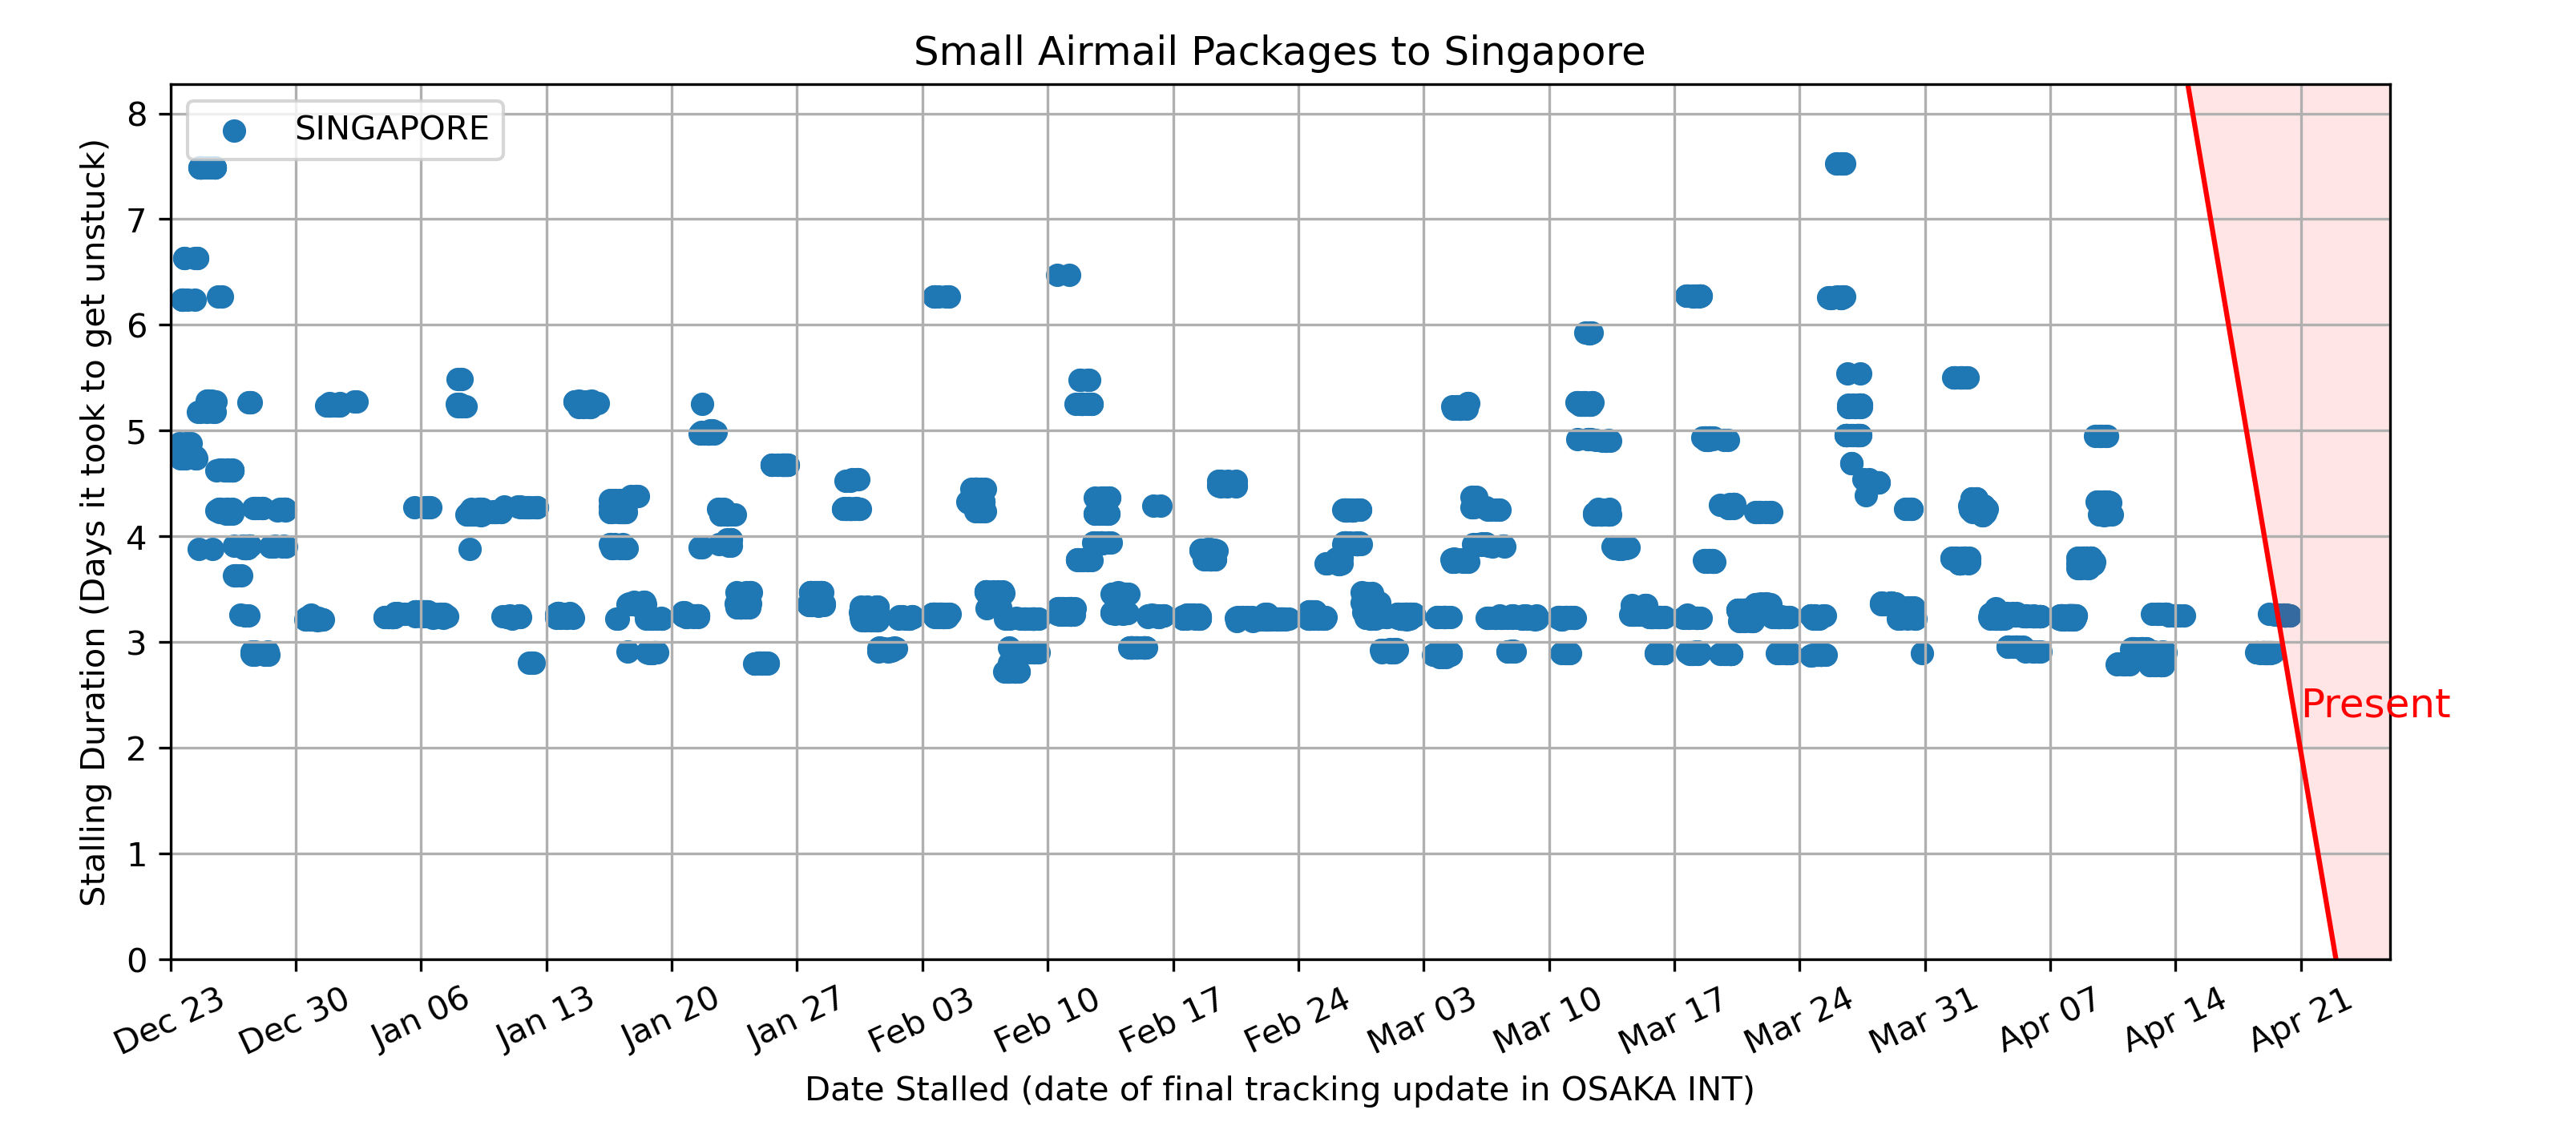 Small Airmail Packages to Singapore
SINGAPORE
Stalling Duration (Days it took to get unstuck)
8
7
6
5
4
3
2
1
0
Present
Dec 23
Dec 30
Jan 06
Jan 13
Jan 20
Jan 27
Feb 03
Feb 10
Feb 17
Feb 24
Mar 03
Mar 10
Mar 17
Mar 24
Mar 31
Apr 07
Apr 14
Apr 21
Date Stalled (date of final tracking update in OSAKA INT)